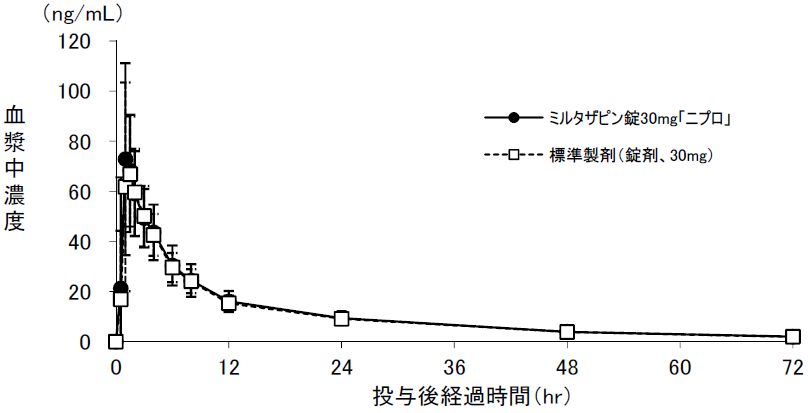 (ng/mL)
120
100
80
60
40
20
0
血漿中濃度
ミルタザピン錠30mg「ニプロ」
標準製剤(錠剤、30mg)
0 12 24 36 48 60 72
投与後経過時間(hr)